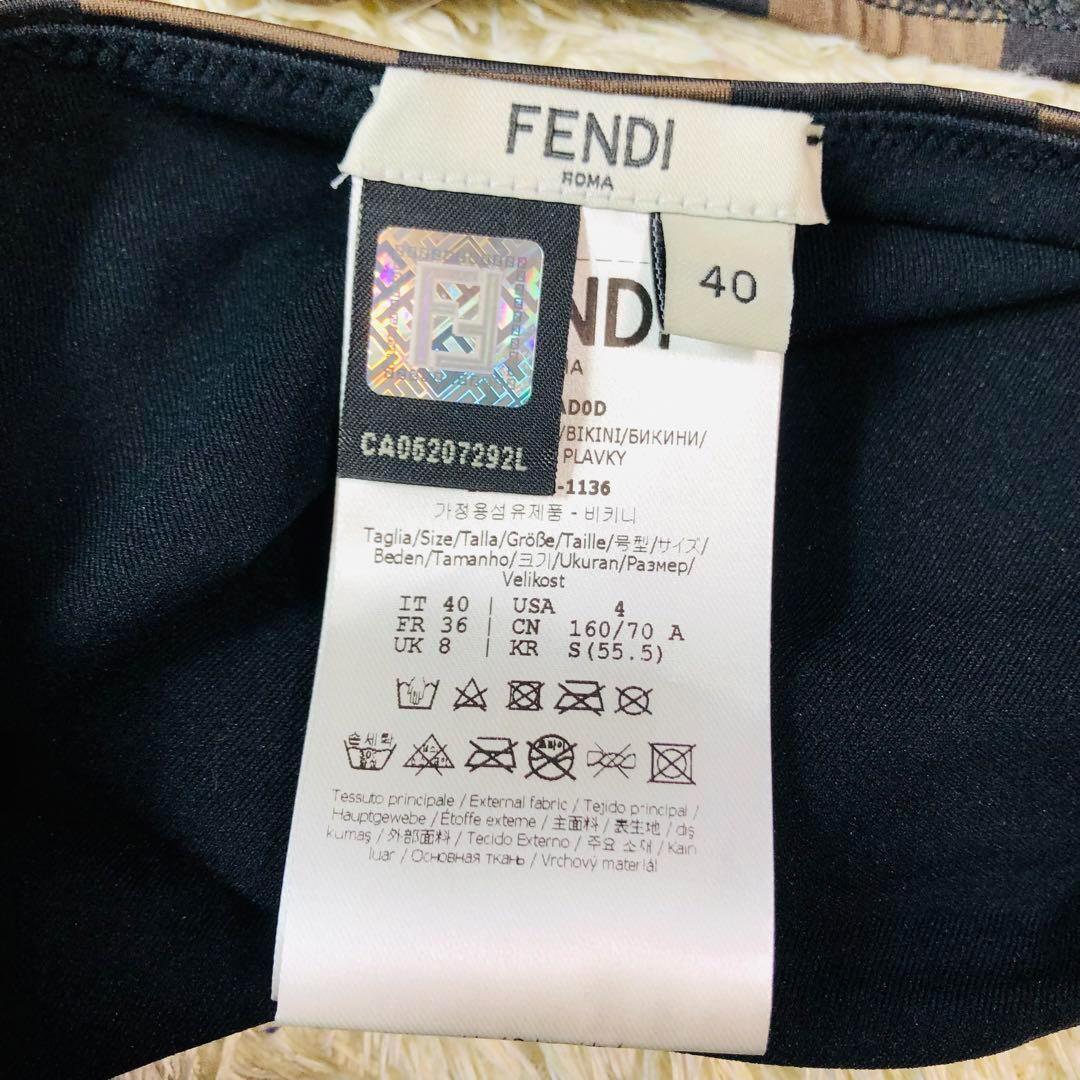 FENDI
ROMA
40
CA05207292L
AD0D
/BIKINI/БИКИНИ/
PLAVKY
-1136
가정용섬유제품 - 비키니
Taglia/Size/Talla/Größe/Taille/号型/サイズ/
Beden/Tamanho/크기/Ukuran/Размер/
Velikost
IT 40 | USA 4
FR 36 | CN 160/70 A
UK 8 | KR S(55.5)
손세탁
Tessuto principale / External fabric / Tejido principal /
Hauptgewebe / Étoffe externe / 主面料 / 表生地 / dış
kumaş / 外部面料 / Tecido Externo / 주요 소재 / Kain
luar / Основная ткань / Vrchový materiál